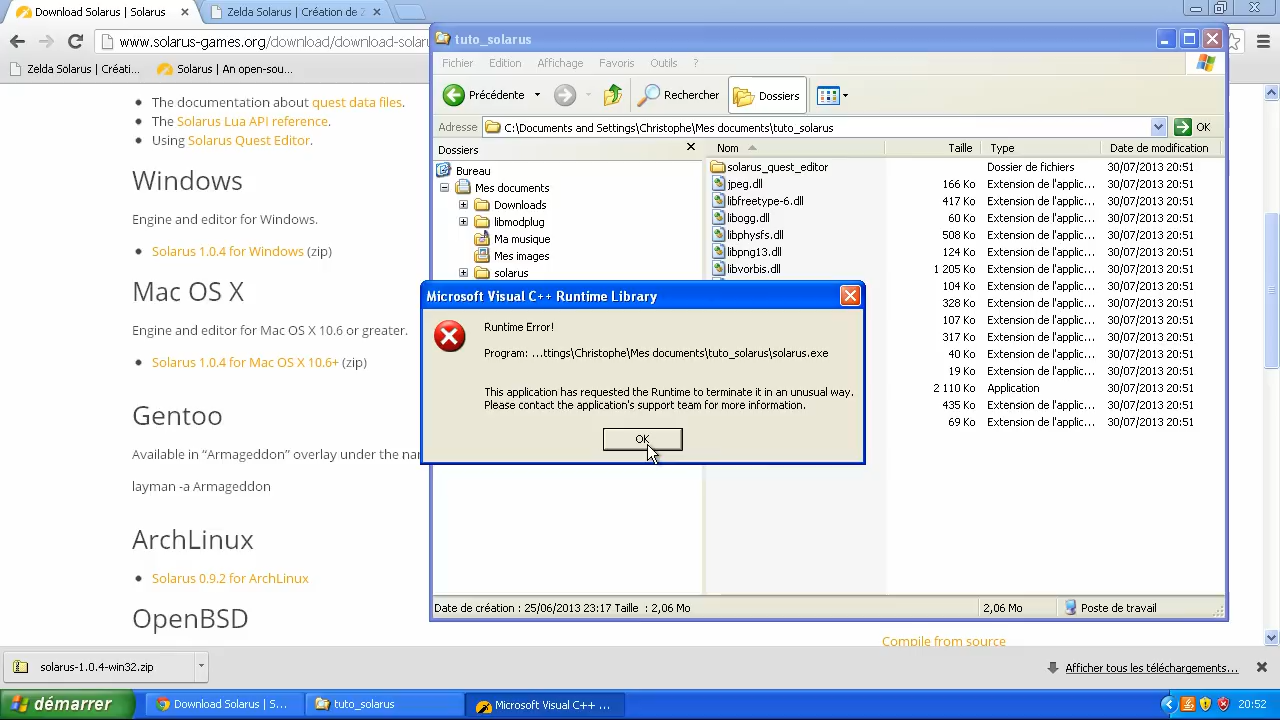 Download Solarus | Solarus
Zelda Solarus | Création de Z
www.solarus-games.org/download/download-solaru
Zelda Solarus | Créati...
Solarus | An open-sou...
The documentation about quest data files.
The Solarus Lua API reference.
Using Solarus Quest Editor.
Windows
Engine and editor for Windows.
Solarus 1.0.4 for Windows (zip)
Mac OS X
Engine and editor for Mac OS X 10.6 or greater.
Solarus 1.0.4 for Mac OS X 10.6+ (zip)
Gentoo
Available in “Armageddon” overlay under the nam
layman -a Armageddon
ArchLinux
Solarus 0.9.2 for ArchLinux
OpenBSD
Compile from source
tuto_solarus
Fichier Edition Affichage Favoris Outils ?
Précédente Rechercher Dossiers
Adresse C:\Documents and Settings\Christophe\Mes documents\tuto_solarus OK
Dossiers
Bureau
Mes documents
Downloads
libmodplug
Ma musique
Mes images
solarus
Nom Taille Type Date de modification
solarus_quest_editor Dossier de fichiers 30/07/2013 20:51
jpeg.dll 166 Ko Extension de l'applic... 30/07/2013 20:51
libfreetype-6.dll 417 Ko Extension de l'applic... 30/07/2013 20:51
libogg.dll 60 Ko Extension de l'applic... 30/07/2013 20:51
libphysfs.dll 508 Ko Extension de l'applic... 30/07/2013 20:51
libpng13.dll 124 Ko Extension de l'applic... 30/07/2013 20:51
libvorbis.dll 1 205 Ko Extension de l'applic... 30/07/2013 20:51
104 Ko Extension de l'applic... 30/07/2013 20:51
328 Ko Extension de l'applic... 30/07/2013 20:51
107 Ko Extension de l'applic... 30/07/2013 20:51
317 Ko Extension de l'applic... 30/07/2013 20:51
40 Ko Extension de l'applic... 30/07/2013 20:51
19 Ko Extension de l'applic... 30/07/2013 20:51
2 110 Ko Application 30/07/2013 20:51
435 Ko Extension de l'applic... 30/07/2013 20:51
69 Ko Extension de l'applic... 30/07/2013 20:51
Microsoft Visual C++ Runtime Library
Runtime Error!
Program: ...ttings\Christophe\Mes documents\tuto_solarus\solarus.exe
This application has requested the Runtime to terminate it in an unusual way.
Please contact the application's support team for more information.
OK
Date de création : 25/06/2013 23:17 Taille : 2,06 Mo 2,06 Mo Poste de travail
solarus-1.0.4-win32.zip
Afficher tous les téléchargements...
démarrer
Download Solarus | S...
tuto_solarus
Microsoft Visual C++ ...
20:52